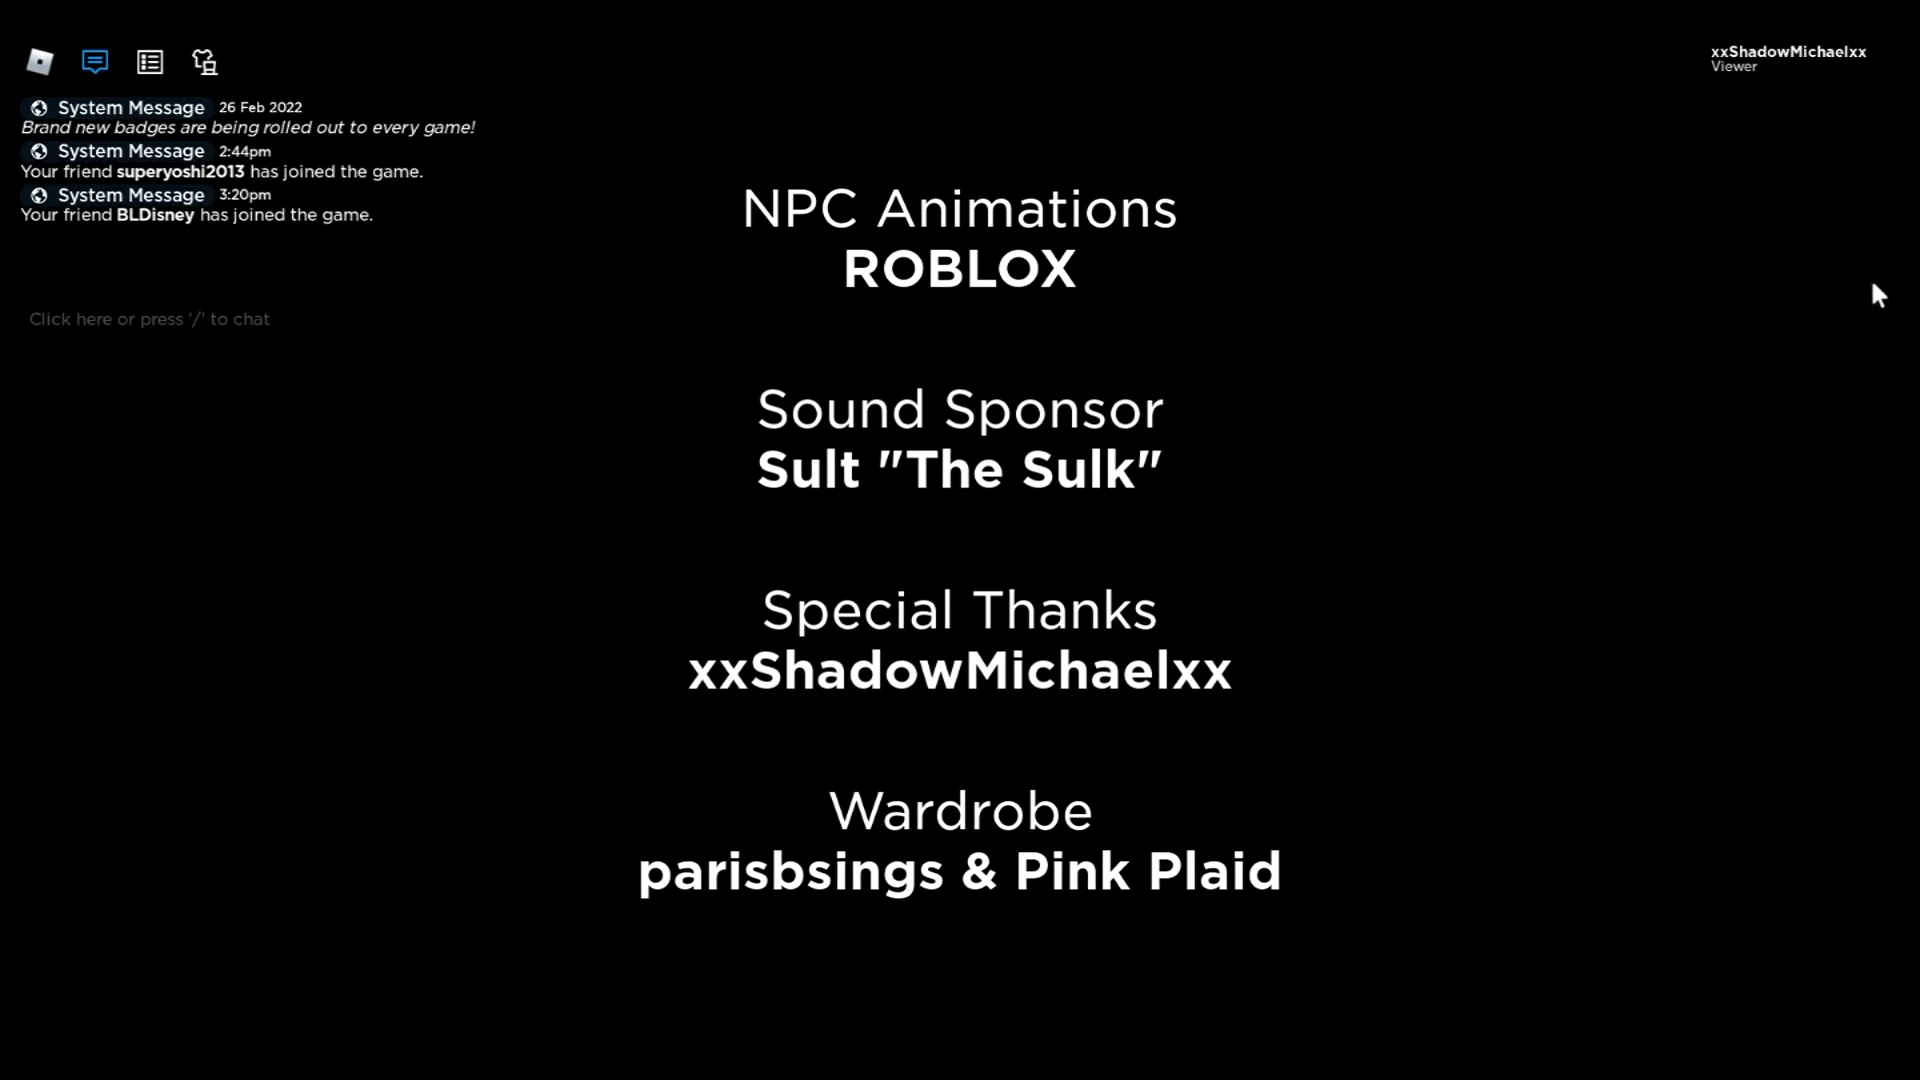 xxShadowMichaelxx
Viewer
System Message 26 Feb 2022
Brand new badges are being rolled out to every game!
System Message 2:44pm
Your friend superyoshi2013 has joined the game.
System Message 3:20pm
Your friend BLDisney has joined the game.
Click here or press '/' to chat
NPC Animations
ROBLOX
Sound Sponsor
Sult "The Sulk"
Special Thanks
xxShadowMichaelxx
Wardrobe
parisbsings & Pink Plaid